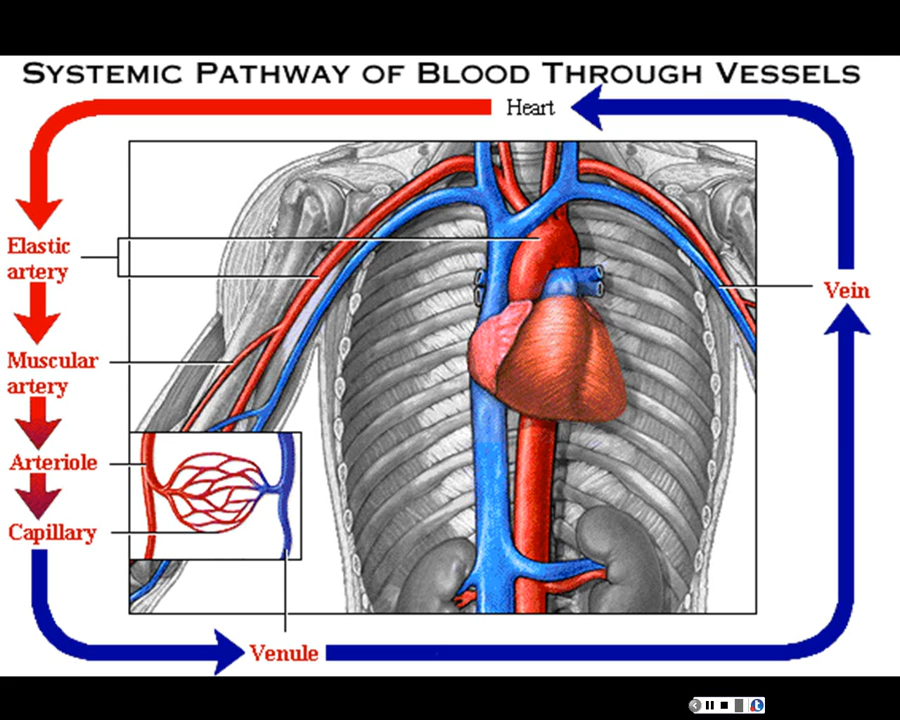 SYSTEMIC PATHWAY OF BLOOD THROUGH VESSELS
Heart
Elastic
artery
Muscular
artery
Arteriole
Capillary
Venule
Vein